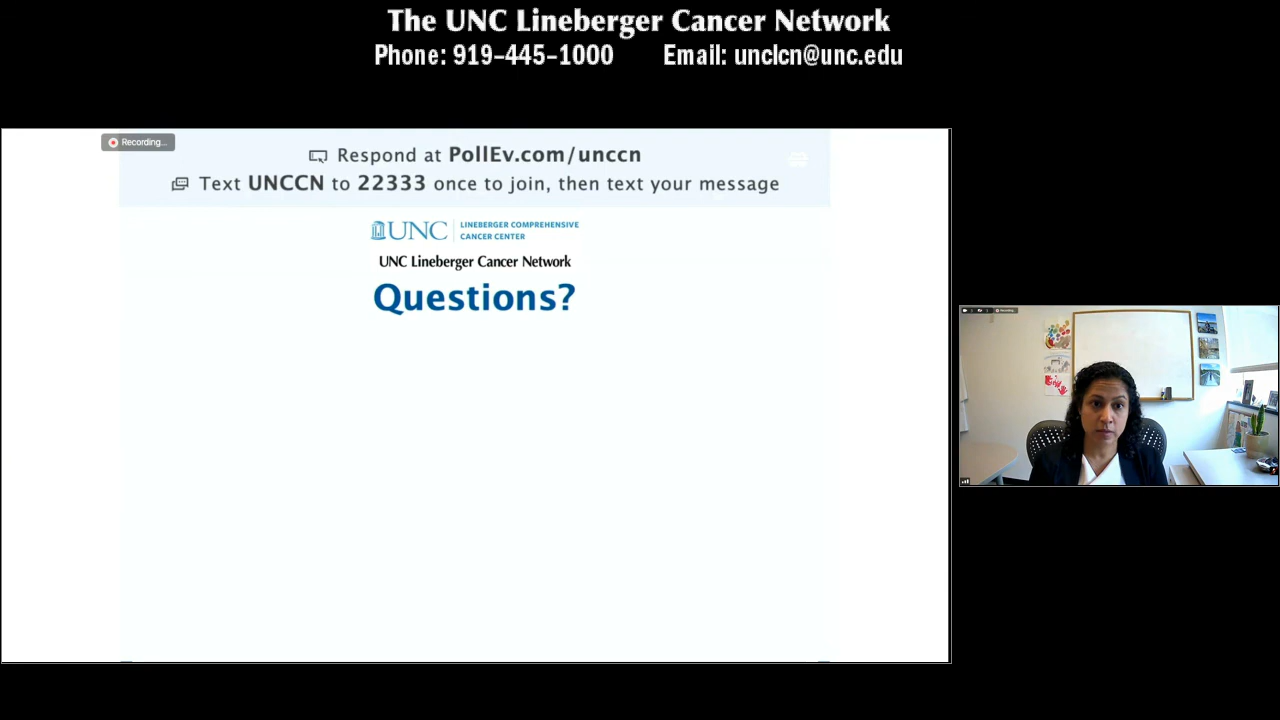 The UNC Lineberger Cancer Network
Phone: 919-445-1000 Email: unclcn@unc.edu
Recording...
Respond at PollEv.com/unccn
Text UNCCN to 22333 once to join, then text your message
UNC LINEBERGER COMPREHENSIVE
CANCER CENTER
UNC Lineberger Cancer Network
Questions?
Recording...